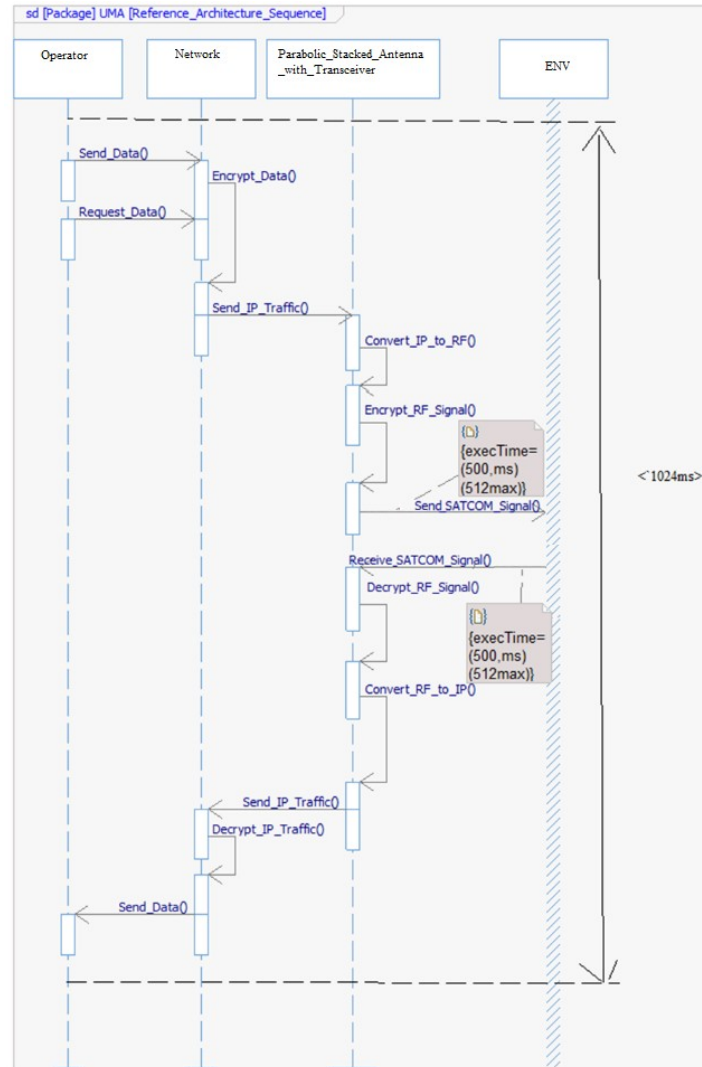 sd [Package] UMA [Reference_Architecture_Sequence]
Operator
Network
Parabolic_Stacked_Antenna
_with_Transceiver
ENV
Send_Data()
Encrypt_Data()
Request_Data()
Send_IP_Traffic()
Convert_IP_to_RF()
Encrypt_RF_Signal()
{execTime=
(500,ms)
(512max)}
<1024ms>
Send_SATCOM_Signal()
Receive_SATCOM_Signal()
Decrypt_RF_Signal()
{execTime=
(500,ms)
(512max)}
Convert_RF_to_IP()
Send_IP_Traffic()
Decrypt_IP_Traffic()
Send_Data()